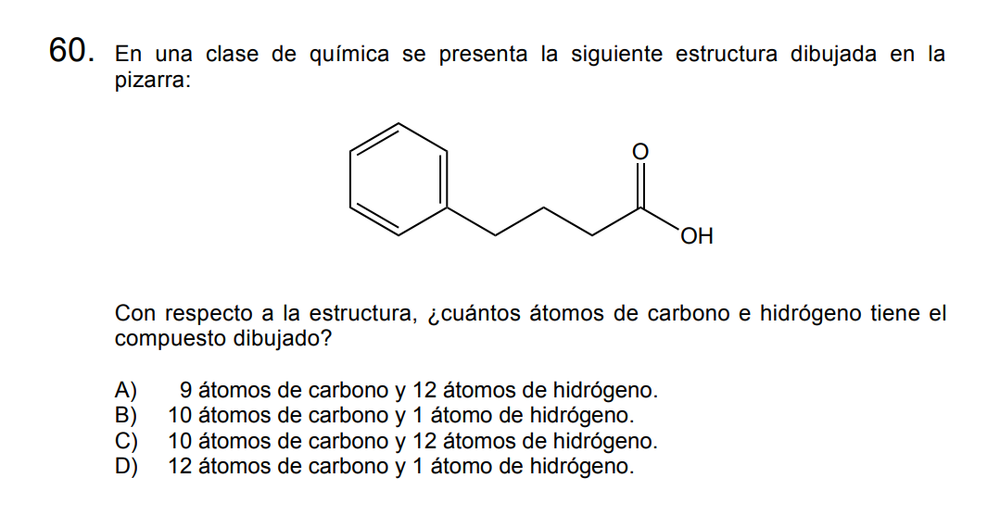 60. En una clase de química se presenta la siguiente estructura dibujada en la
pizarra:
O
OH
Con respecto a la estructura, ¿cuántos átomos de carbono e hidrógeno tiene el
compuesto dibujado?
A) 9 átomos de carbono y 12 átomos de hidrógeno.
B) 10 átomos de carbono y 1 átomo de hidrógeno.
C) 10 átomos de carbono y 12 átomos de hidrógeno.
D) 12 átomos de carbono y 1 átomo de hidrógeno.